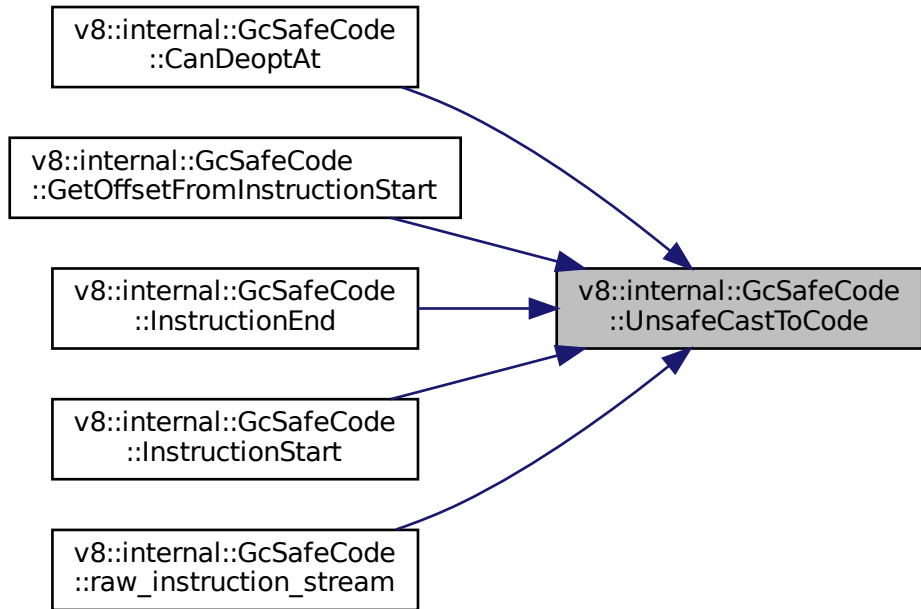 v8::internal::GcSafeCode
::CanDeoptAt
v8::internal::GcSafeCode
::GetOffsetFromInstructionStart
v8::internal::GcSafeCode
::InstructionEnd
v8::internal::GcSafeCode
::UnsafeCastToCode
v8::internal::GcSafeCode
::InstructionStart
v8::internal::GcSafeCode
::raw_instruction_stream